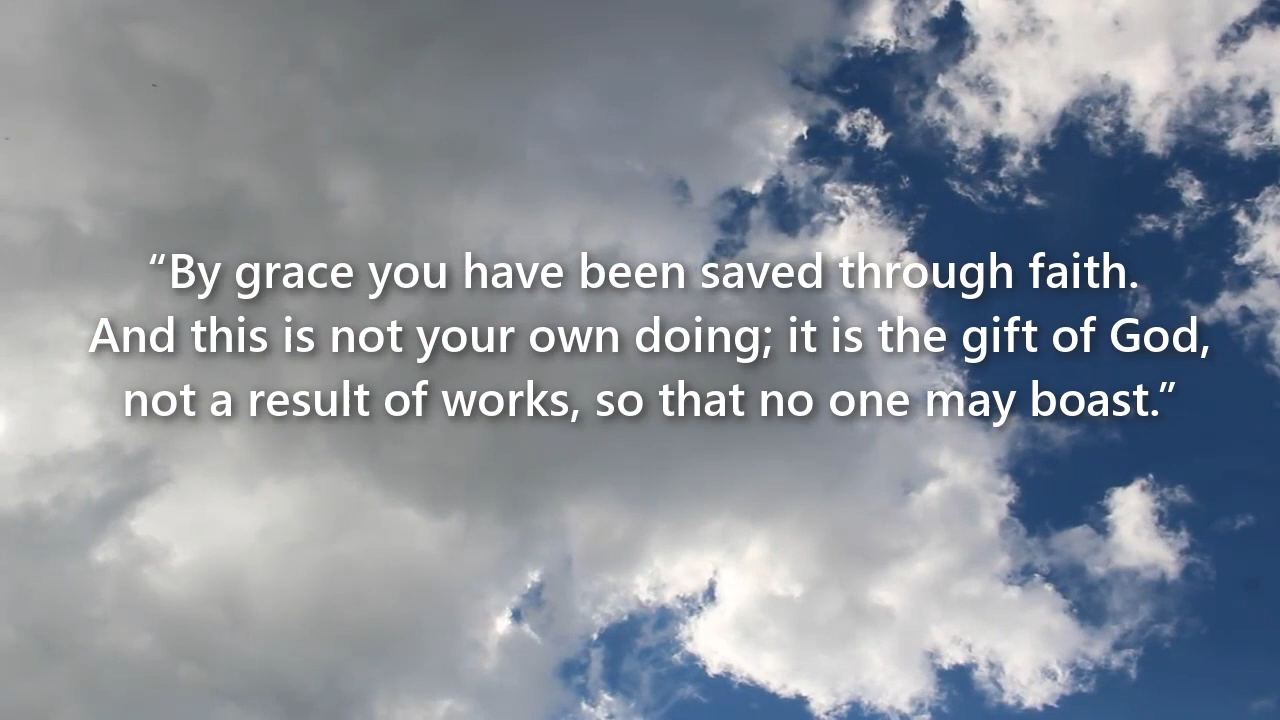 “By grace you have been saved through faith.
And this is not your own doing; it is the gift of God,
not a result of works, so that no one may boast.”